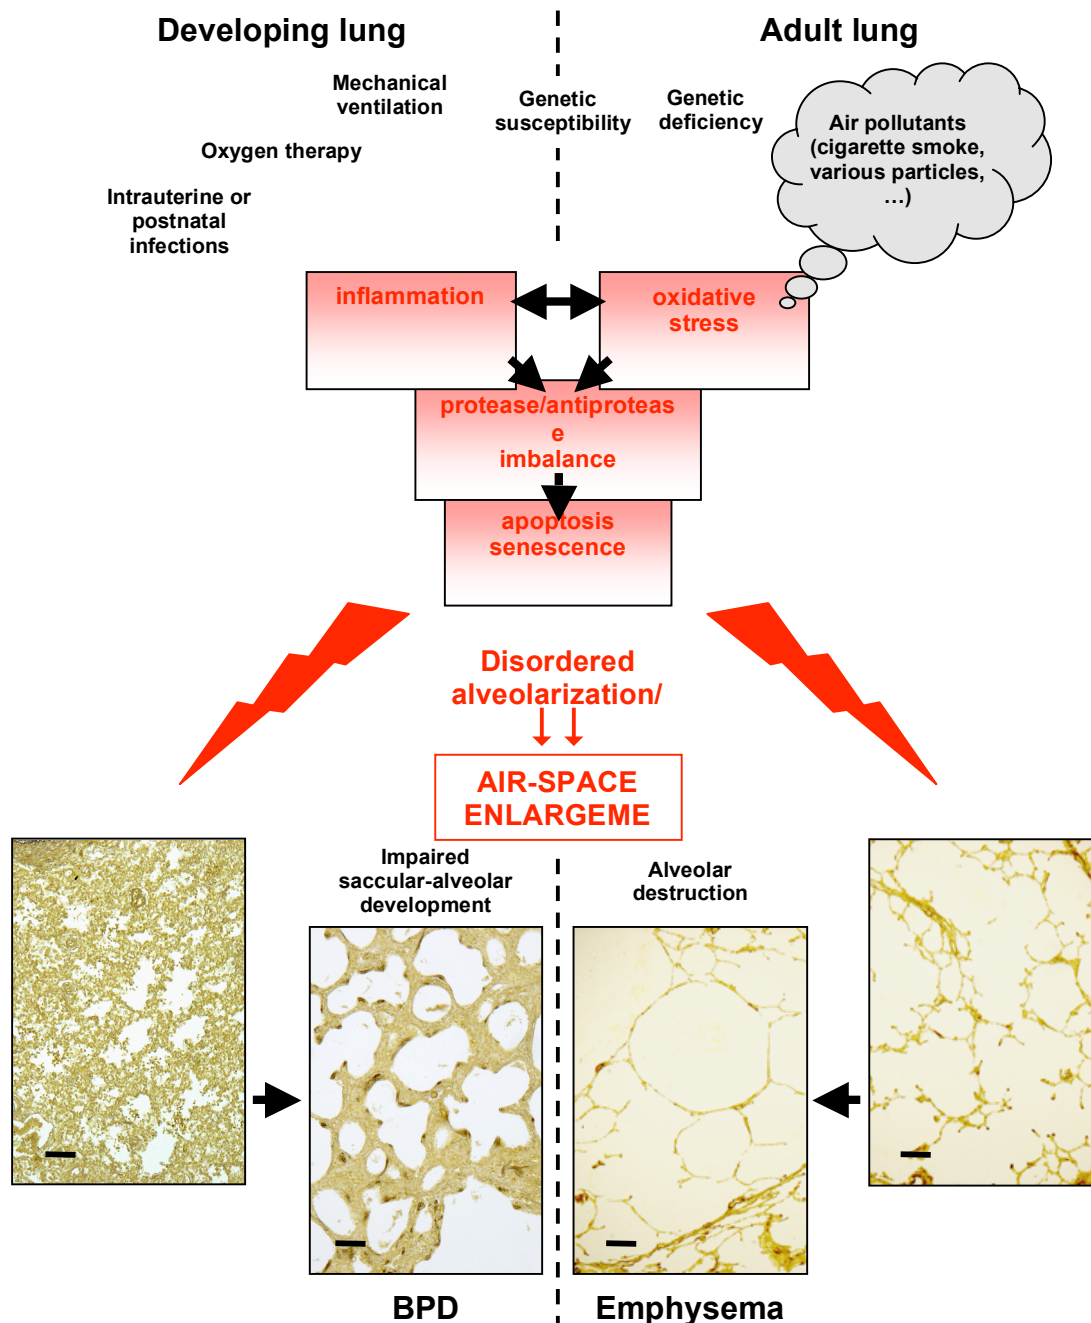 Developing lung
Adult lung
Mechanical
ventilation
Genetic
susceptibility
Genetic
deficiency
Air pollutants
(cigarette smoke,
various particles,
…)
Oxygen therapy
Intrauterine or
postnatal
infections
inflammation
oxidative
stress
protease/antiproteas
e
imbalance
apoptosis
senescence
Disordered
alveolarization/
AIR-SPACE
ENLARGEME
Impaired
saccular-alveolar
development
Alveolar
destruction
BPD
Emphysema